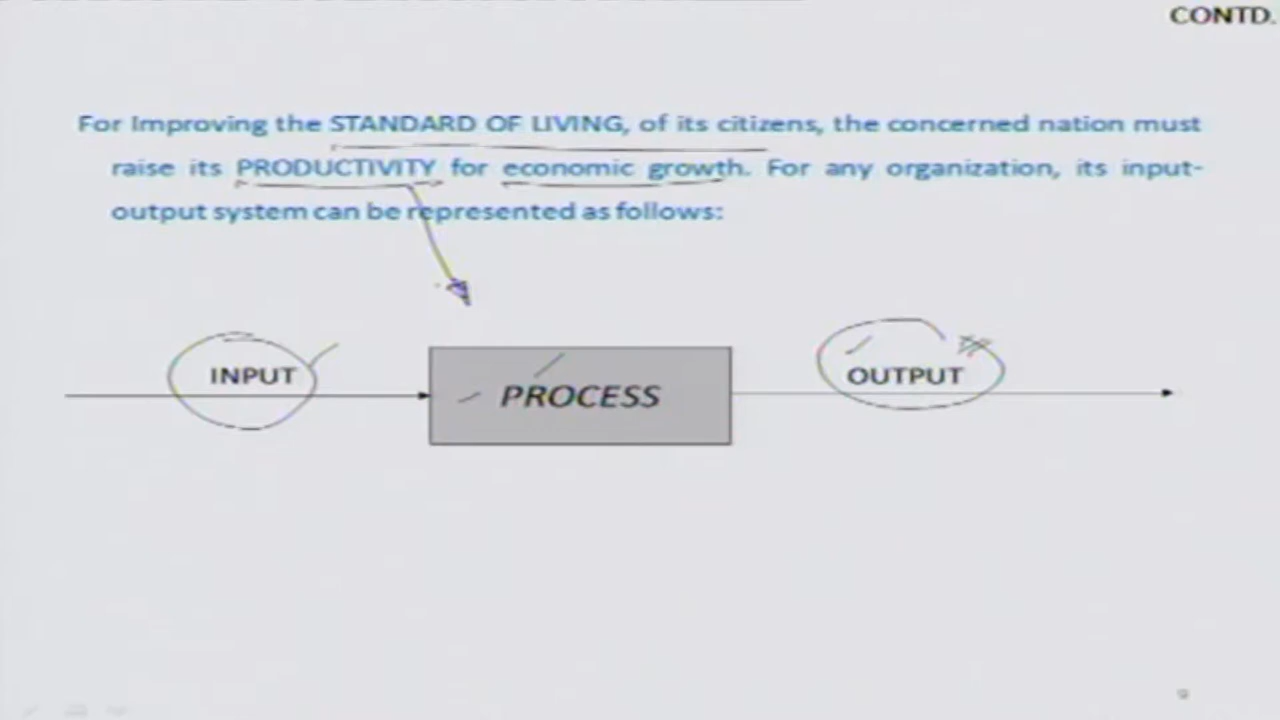 CONTD.
For Improving the STANDARD OF LIVING, of its citizens, the concerned nation must
raise its PRODUCTIVITY for economic growth. For any organization, its input-
output system can be represented as follows:
INPUT
PROCESS
OUTPUT
9